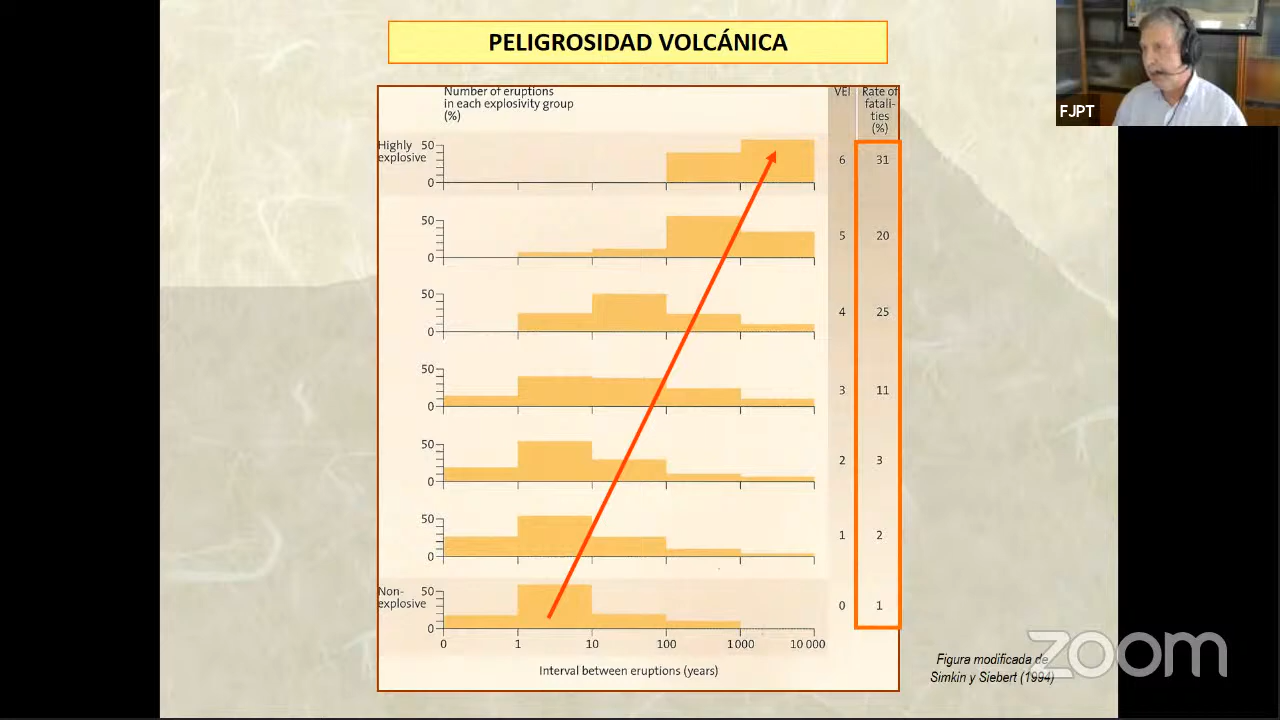 PELIGROSIDAD VOLCÁNICA
FJPT
Number of eruptions
in each explosivity group
(%)
VEI
Rate of
fatali-
ties
(%)
Highly
explosive
50
0
6
31
50
0
5
20
50
0
4
25
50
0
3
11
50
0
2
3
50
0
1
2
Non-
explosive
50
0
0
1
0
1
10
100
1000
10 000
Interval between eruptions (years)
Figura modificada de
Simkin y Siebert (1994)
zoom